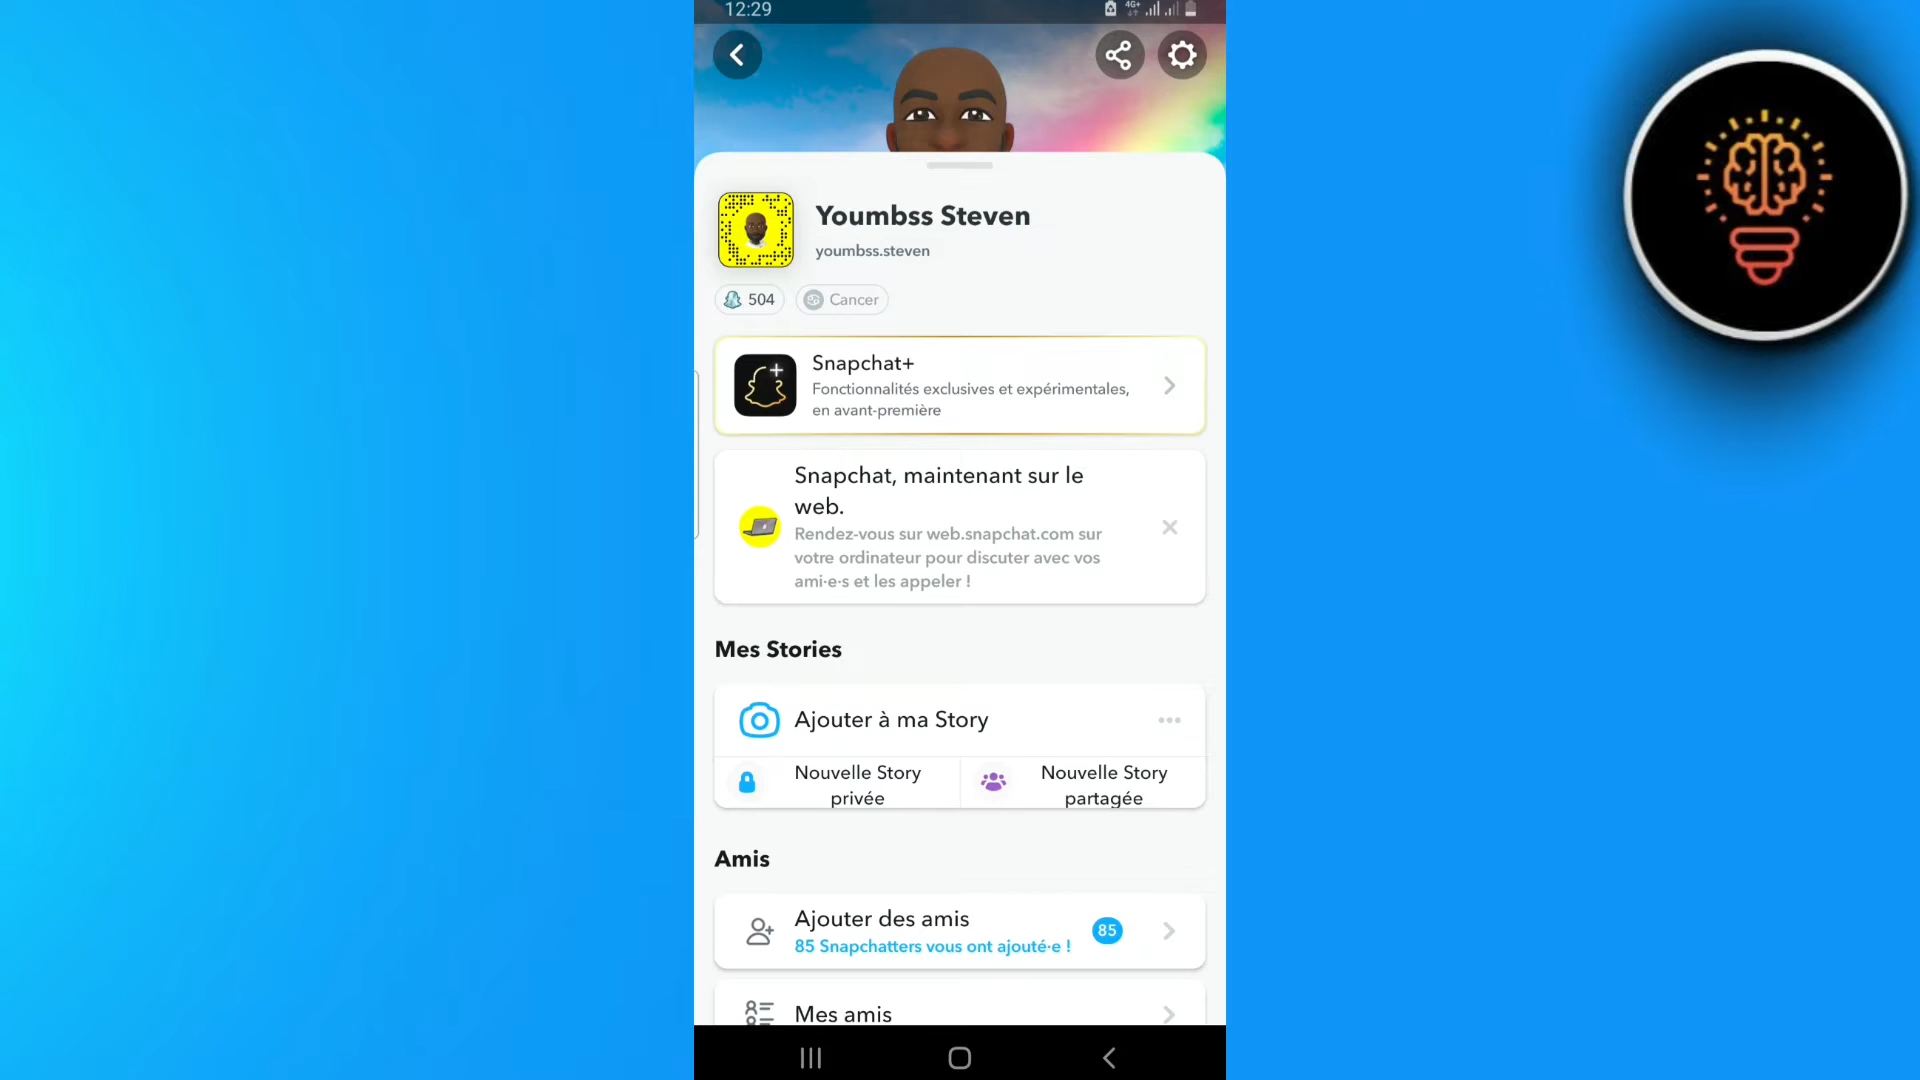 12:29
4G+
Youmbss Steven
youmbss.steven
504
Cancer
Snapchat+
Fonctionnalités exclusives et expérimentales,
en avant-première
Snapchat, maintenant sur le
web.
Rendez-vous sur web.snapchat.com sur
votre ordinateur pour discuter avec vos
ami·e·s et les appeler !
Mes Stories
Ajouter à ma Story
Nouvelle Story
privée
Nouvelle Story
partagée
Amis
Ajouter des amis
85 Snapchatters vous ont ajouté·e !
85
Mes amis